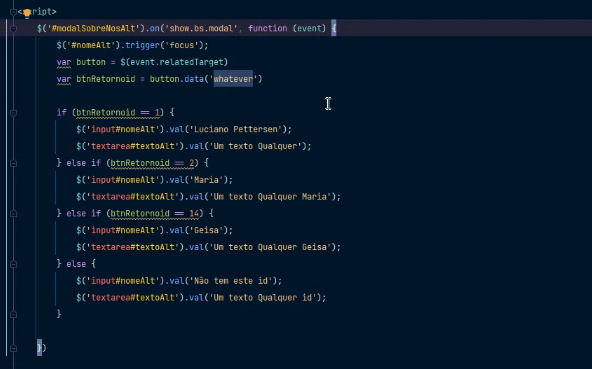 <script>
$('#modalSobreNosAlt').on('show.bs.modal', function (event) {
$('#nomeAlt').trigger('focus');
var button = $(event.relatedTarget)
var btnRetornoid = button.data('whatever')
if (btnRetornoid == 1) {
$('input#nomeAlt').val('Luciano Pettersen');
$('textarea#textoAlt').val('Um texto Qualquer');
} else if (btnRetornoid == 2) {
$('input#nomeAlt').val('Maria');
$('textarea#textoAlt').val('Um texto Qualquer Maria');
} else if (btnRetornoid == 14) {
$('input#nomeAlt').val('Geisa');
$('textarea#textoAlt').val('Um texto Qualquer Geisa');
} else {
$('input#nomeAlt').val('Não tem este id');
$('textarea#textoAlt').val('Um texto Qualquer id');
}
})